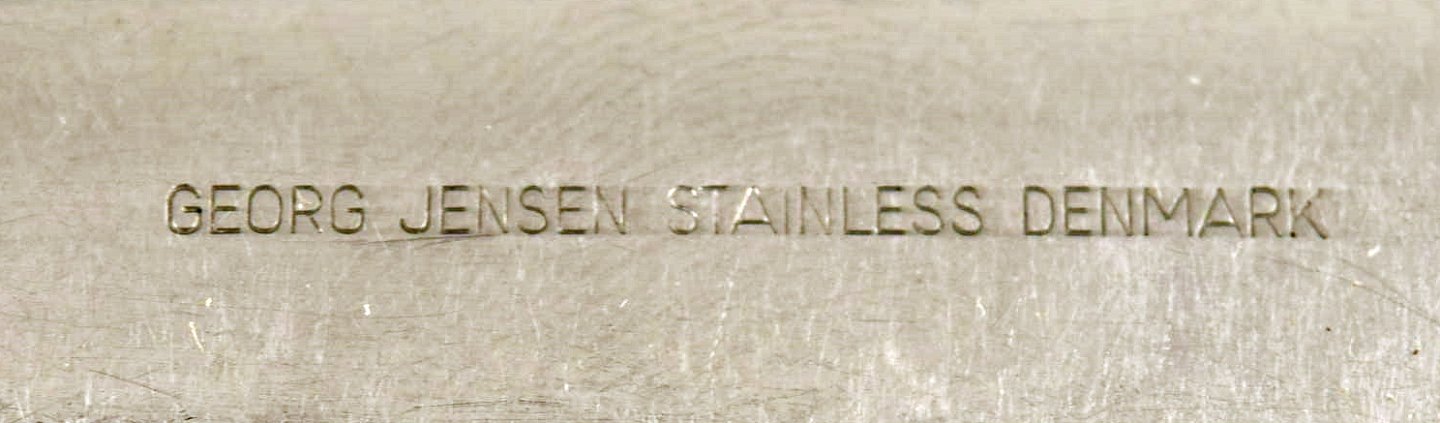 GEORG JENSEN STAINLESS DENMARK